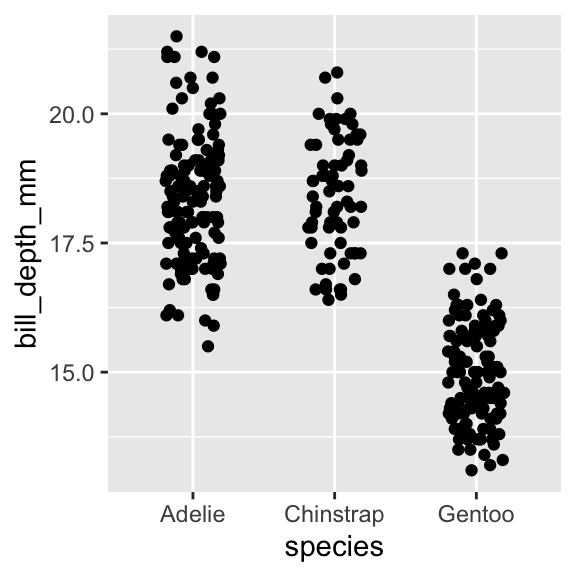 20.0
17.5
15.0
bill_depth_mm
Adelie
Chinstrap
Gentoo
species